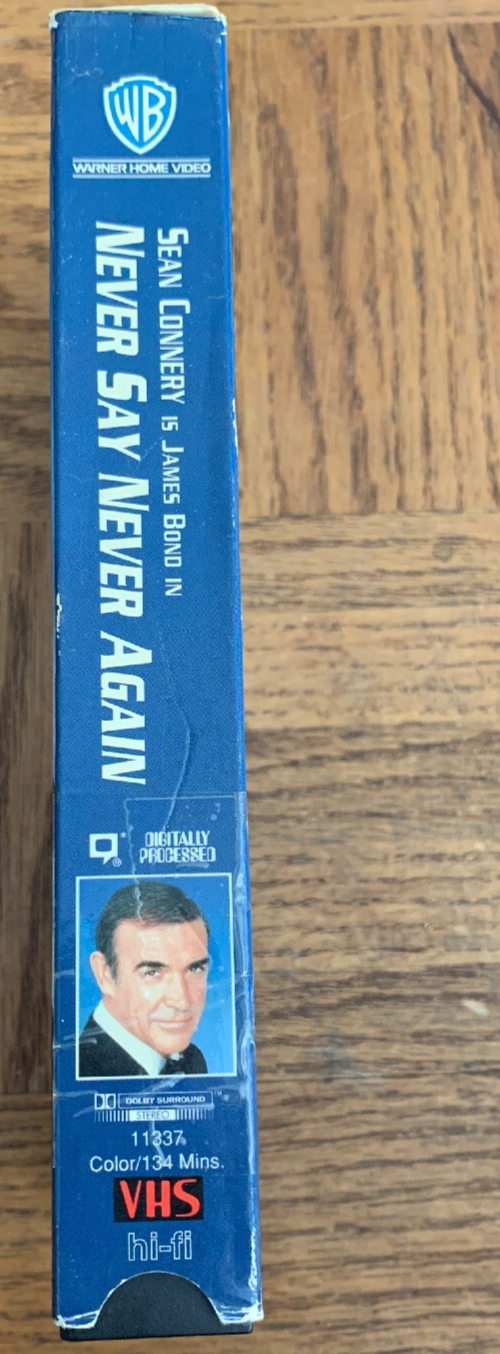 WB
WARNER HOME VIDEO
SEAN CONNERY IS JAMES BOND IN
NEVER SAY NEVER AGAIN
DIGITALLY
PROCESSED
DOLBY SURROUND™
STEREO
11337
Color/134 Mins.
VHS
hi-fi